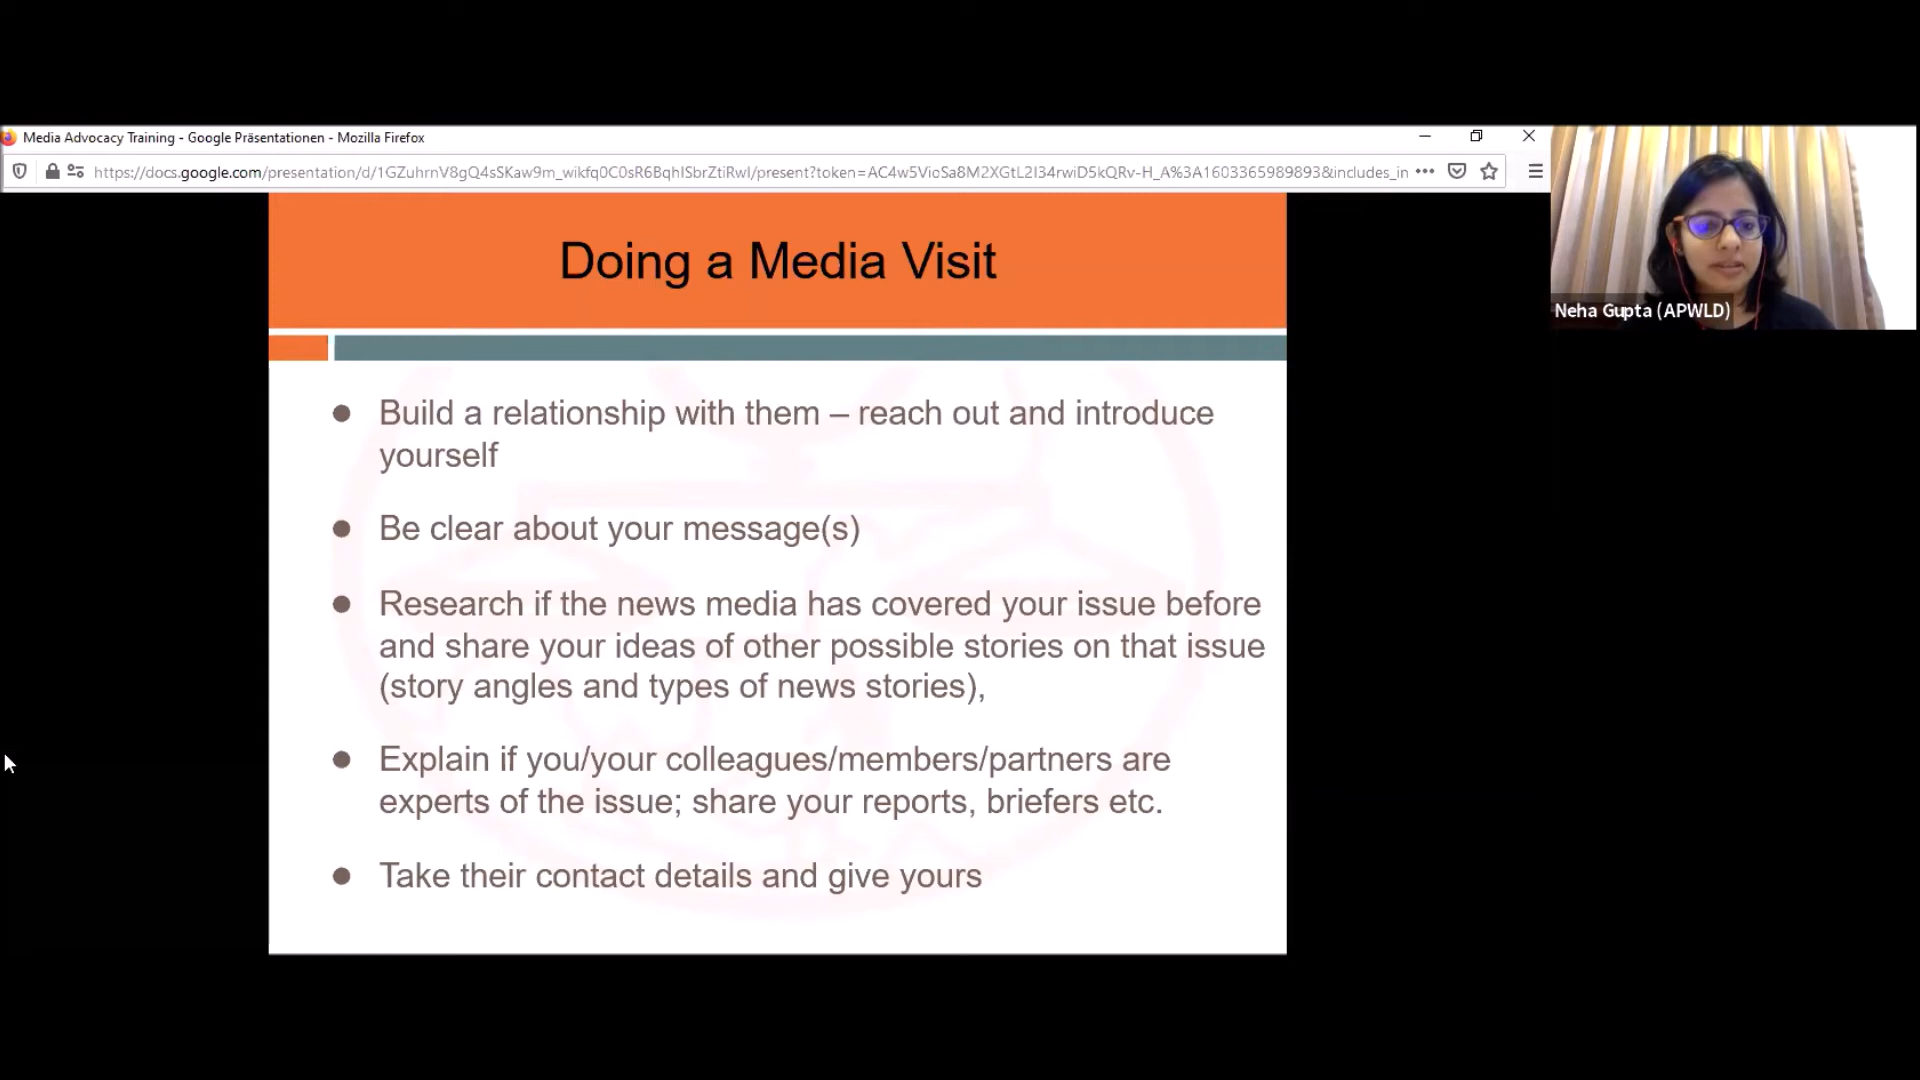 Media Advocacy Training - Google Präsentationen - Mozilla Firefox
https://docs.google.com/presentation/d/1GZuhrnV8gQ4sSKaw9m_wikfq0C0sR6BqhISbrZtiRwI/present?token=AC4w5VioSa8M2XGtL2I34rwiD5kQRv-H_A%3A1603365989893&includes_in
Neha Gupta (APWLD)
Doing a Media Visit
● Build a relationship with them – reach out and introduce
yourself
● Be clear about your message(s)
● Research if the news media has covered your issue before
and share your ideas of other possible stories on that issue
(story angles and types of news stories),
● Explain if you/your colleagues/members/partners are
experts of the issue; share your reports, briefers etc.
● Take their contact details and give yours